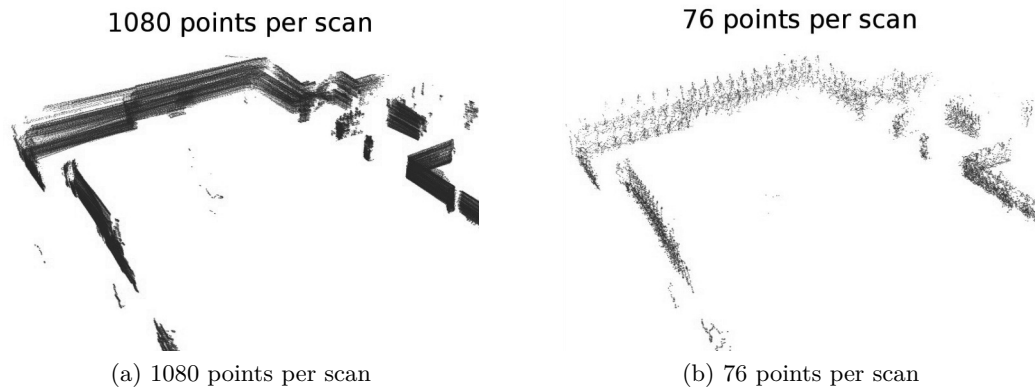 1080 points per scan
76 points per scan
(a) 1080 points per scan
(b) 76 points per scan